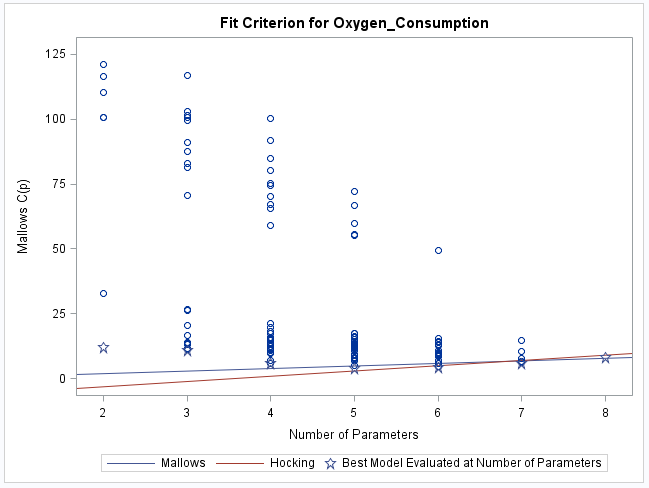 Fit Criterion for Oxygen_Consumption
Mallows C(p)
125
100
75
50
25
0
2 3 4 5 6 7 8
Number of Parameters
Mallows Hocking Best Model Evaluated at Number of Parameters